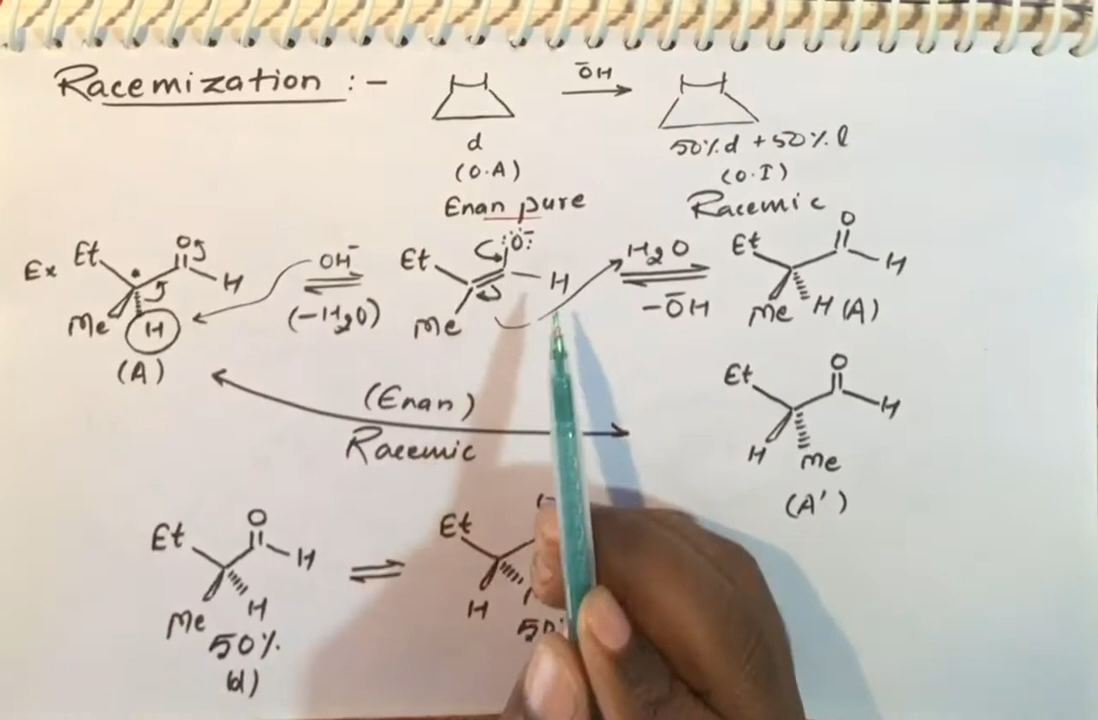 Racemization :-
d
(O.A)
Enan pure
ŌH
50% d + 50% l
(O.I)
Racemic
Ex
Et
O
H
Me
H
(A)
OH⁻
(-H₂O)
Et
:Ö:⁻
H
Me
H₂O
-ŌH
Et
O
H
Me H (A)
(Enan)
Racemic
Et
O
H
H Me
(A')
Et
O
H
Me H
50%
(d)
Et
H